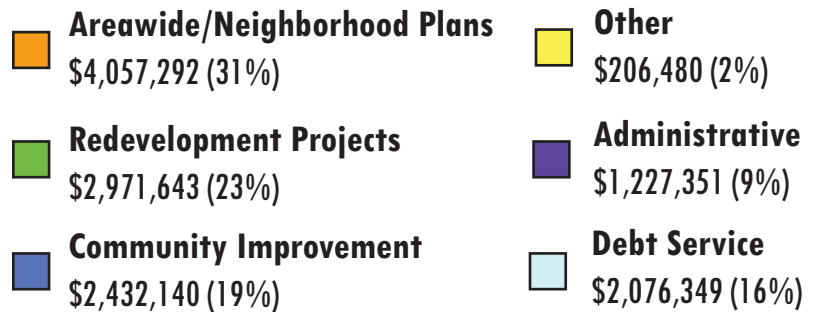 Areawide/Neighborhood Plans
$4,057,292 (31%)
Redevelopment Projects
$2,971,643 (23%)
Community Improvement
$2,432,140 (19%)
Other
$206,480 (2%)
Administrative
$1,227,351 (9%)
Debt Service
$2,076,349 (16%)